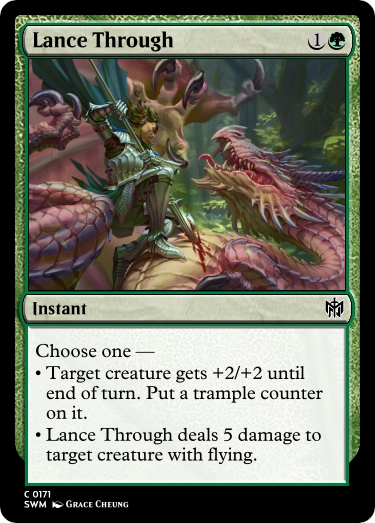 Lance Through 1
Instant
Choose one —
• Target creature gets +2/+2 until
end of turn. Put a trample counter
on it.
• Lance Through deals 5 damage to
target creature with flying.
C 0171
SWM Grace Cheung